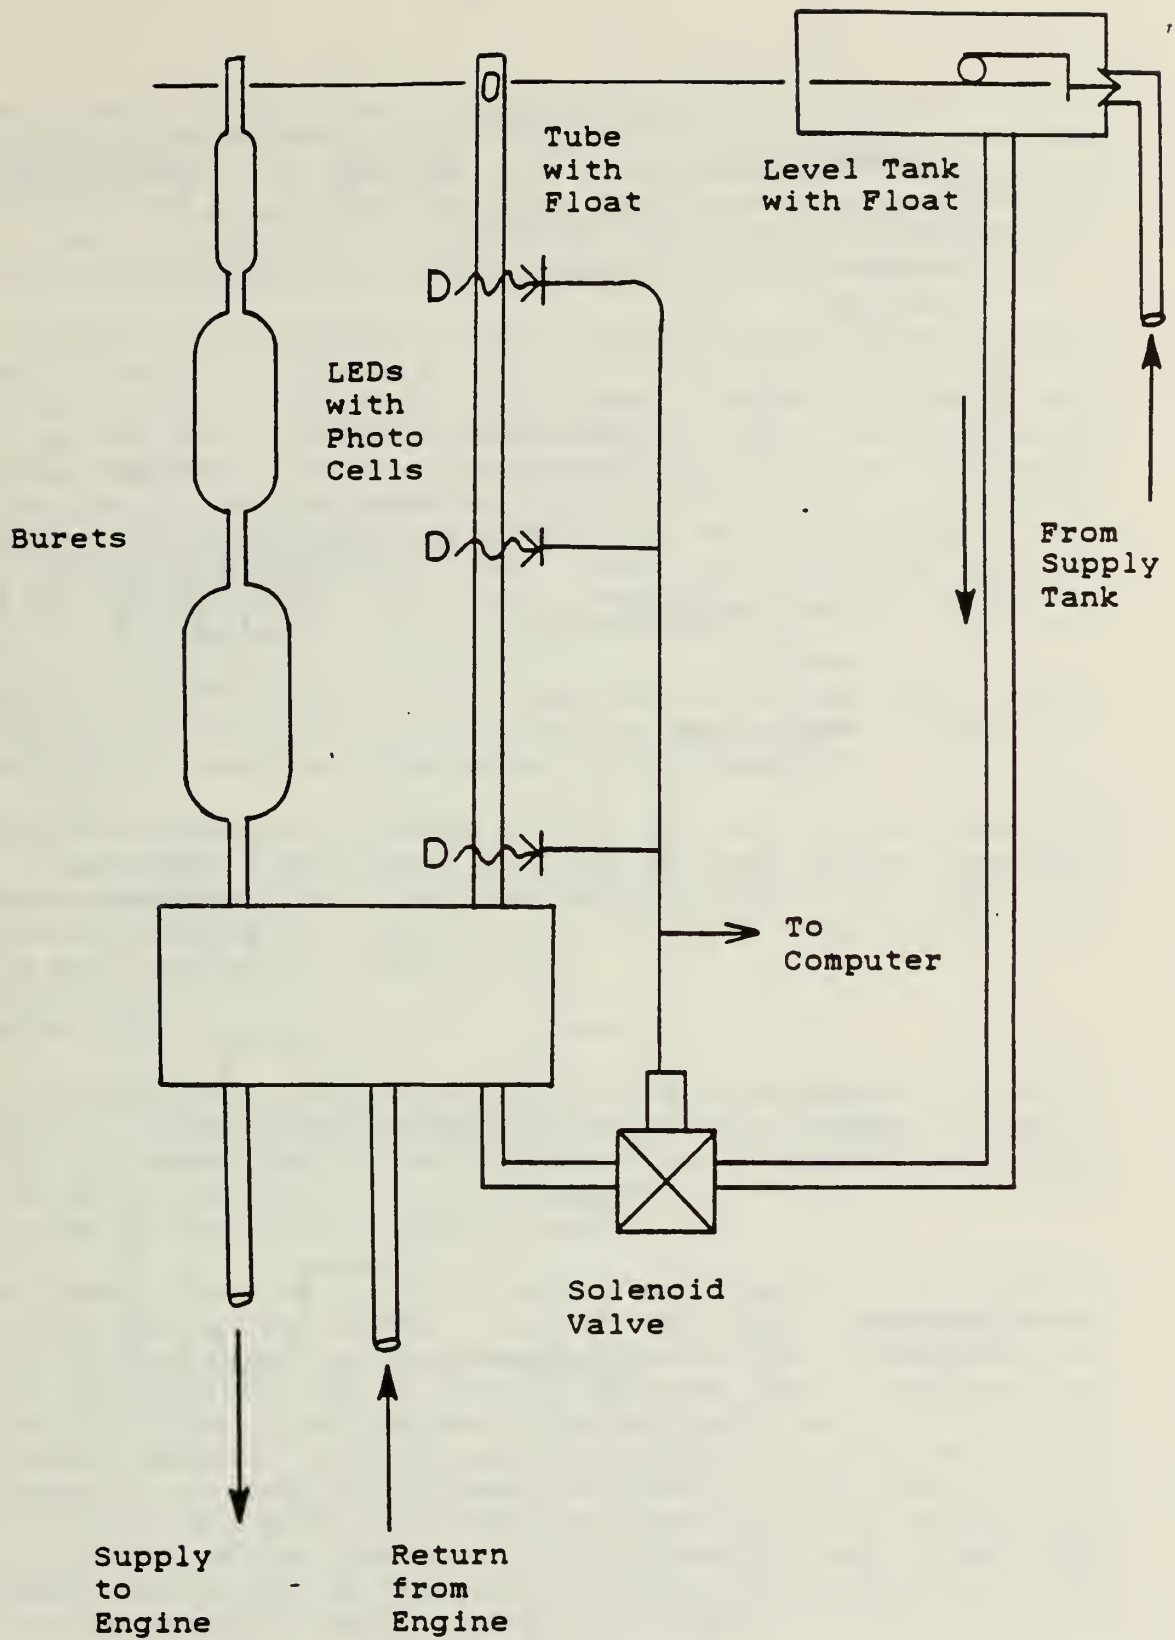 Tube
with
Float
Level Tank
with Float
LEDs
with
Photo
Cells
Burets
From
Supply
Tank
To
Computer
Solenoid
Valve
Supply
to
Engine
Return
from
Engine